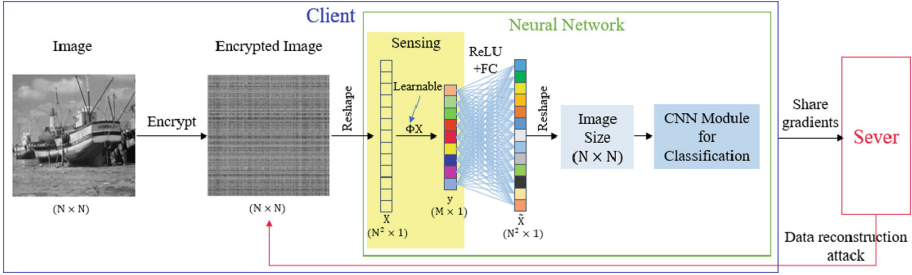 Client
Neural Network
Image
Encrypted Image
Sensing
ReLU
+FC
Learnable
Encrypt
Reshape
ΦX
Reshape
Image
Size
(N × N)
CNN Module
for
Classification
Share
gradients
Sever
(N × N)
(N × N)
X
(N² × 1)
y
(M × 1)
X̃
(N² × 1)
Data reconstruction
attack